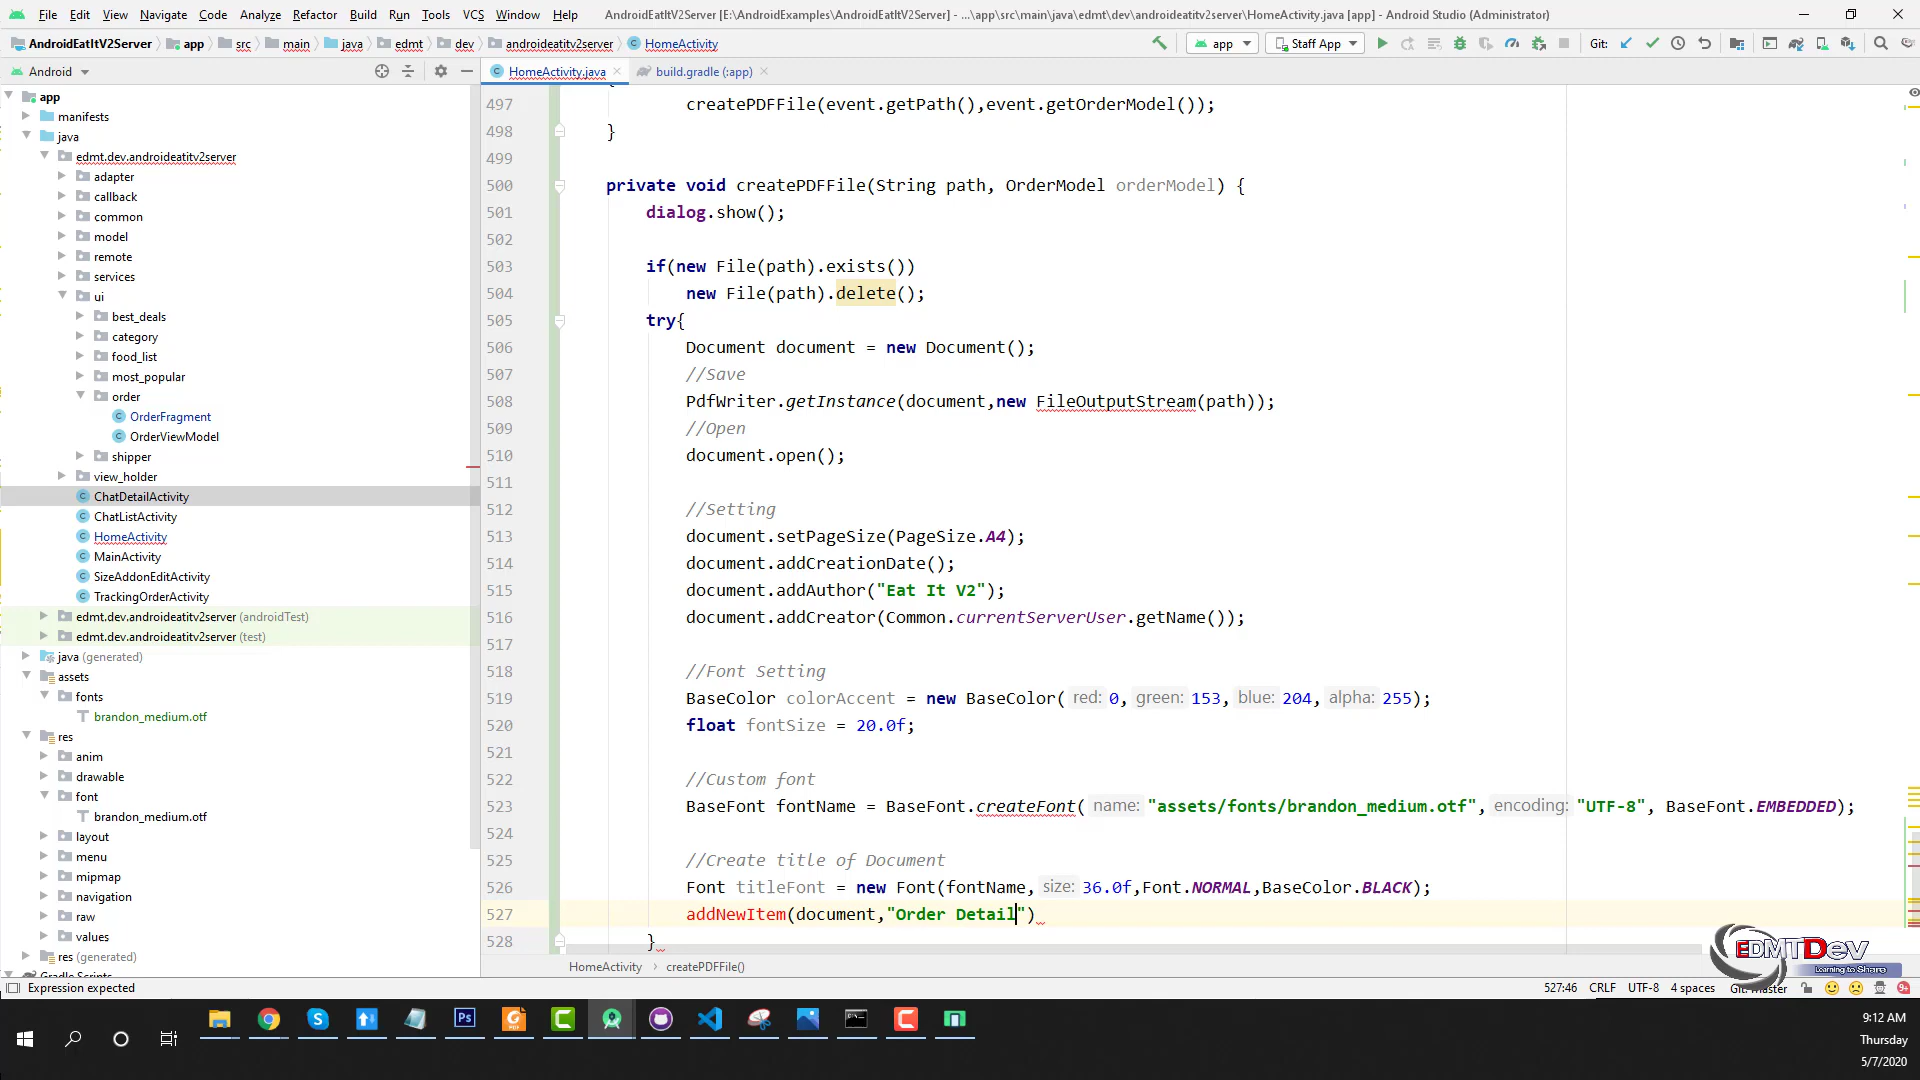 File Edit View Navigate Code Analyze Refactor Build Run Tools VCS Window Help AndroidEatItV2Server [E:\AndroidExamples\AndroidEatItV2Server] - ...\app\src\main\java\edmt\dev\androideatitv2server\HomeActivity.java [app] - Android Studio (Administrator)
AndroidEatItV2Server app src main java edmt dev androideatitv2server HomeActivity app Staff App Git:
Android HomeActivity.java build.gradle (:app)
app
manifests
java
edmt.dev.androideatitv2server
adapter
callback
common
model
remote
services
ui
best_deals
category
food_list
most_popular
order
OrderFragment
OrderViewModel
shipper
view_holder
ChatDetailActivity
ChatListActivity
HomeActivity
MainActivity
SizeAddonEditActivity
TrackingOrderActivity
edmt.dev.androideatitv2server (androidTest)
edmt.dev.androideatitv2server (test)
java (generated)
assets
fonts
brandon_medium.otf
res
anim
drawable
font
brandon_medium.otf
layout
menu
mipmap
navigation
raw
values
res (generated)
Gradle Scripts
497 createPDFFile(event.getPath(),event.getOrderModel());
498 }
499
500 private void createPDFFile(String path, OrderModel orderModel) {
501 dialog.show();
502
503 if(new File(path).exists())
504 new File(path).delete();
505 try{
506 Document document = new Document();
507 //Save
508 PdfWriter.getInstance(document,new FileOutputStream(path));
509 //Open
510 document.open();
511
512 //Setting
513 document.setPageSize(PageSize.A4);
514 document.addCreationDate();
515 document.addAuthor("Eat It V2");
516 document.addCreator(Common.currentServerUser.getName());
517
518 //Font Setting
519 BaseColor colorAccent = new BaseColor( red: 0, green: 153, blue: 204, alpha: 255);
520 float fontSize = 20.0f;
521
522 //Custom font
523 BaseFont fontName = BaseFont.createFont( name: "assets/fonts/brandon_medium.otf", encoding: "UTF-8", BaseFont.EMBEDDED);
524
525 //Create title of Document
526 Font titleFont = new Font(fontName, size: 36.0f,Font.NORMAL,BaseColor.BLACK);
527 addNewItem(document,"Order Detail")
528 }
HomeActivity createPDFFile()
EDMTDev
Learning to Share
Expression expected 527:46 CRLF UTF-8 4 spaces Git: master
9:12 AM
Thursday
5/7/2020